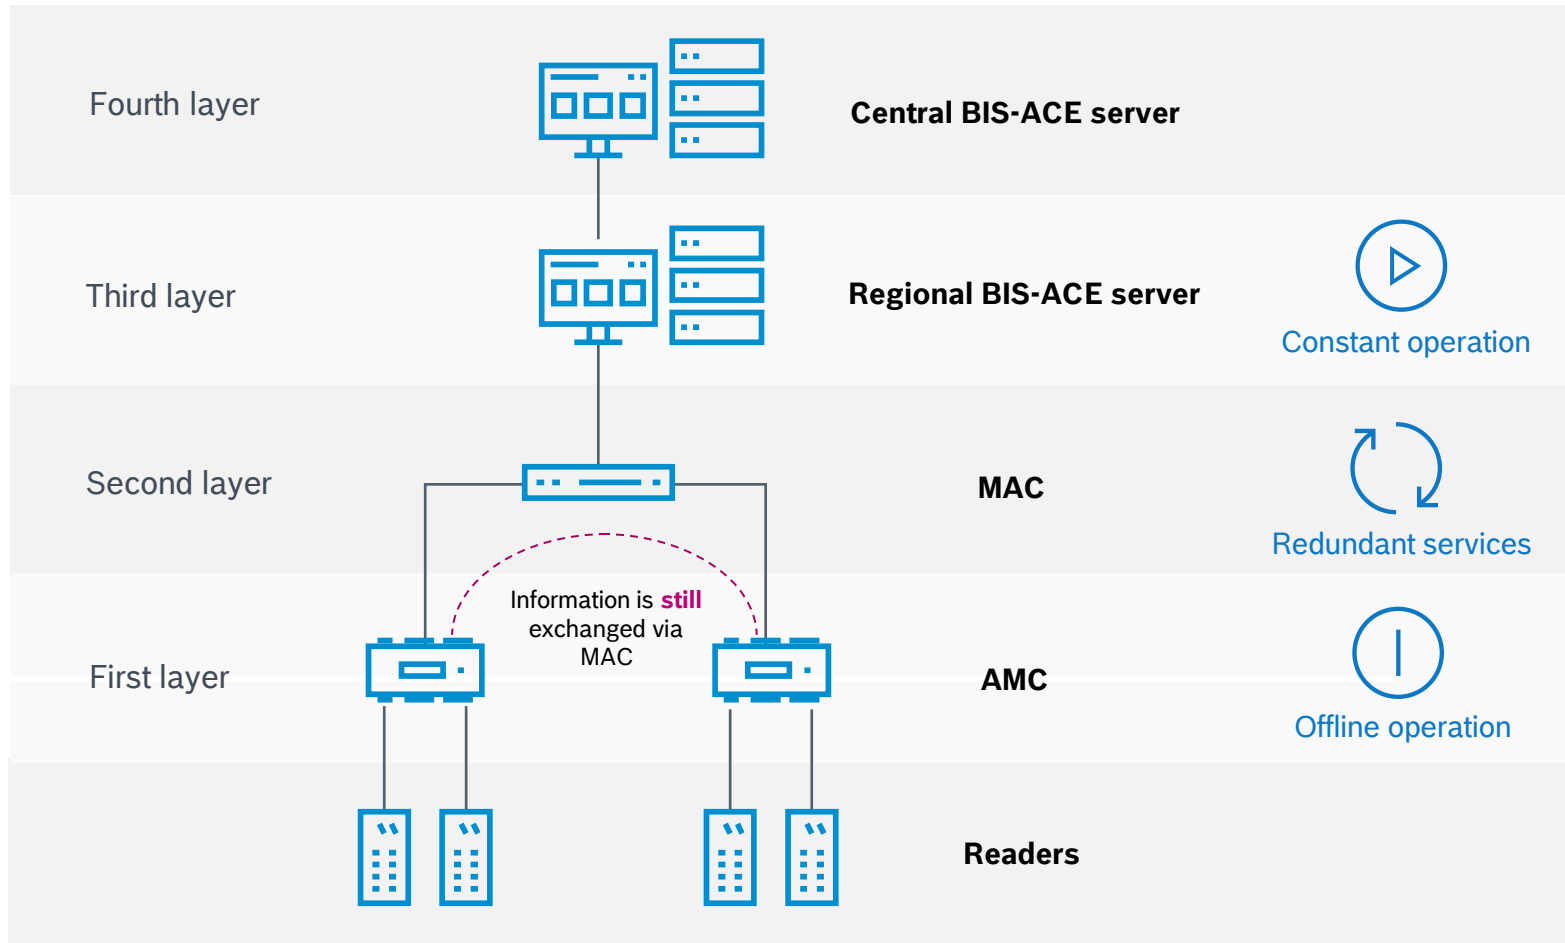 Fourth layer
Central BIS-ACE server
Third layer
Regional BIS-ACE server
Constant operation
Second layer
MAC
Redundant services
Information is still
exchanged via
MAC
First layer
AMC
Offline operation
Readers